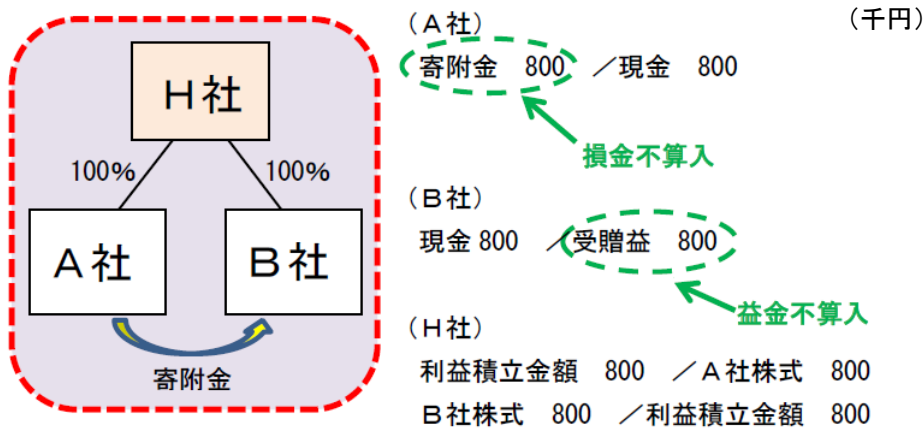 （千円）
H社
100%
100%
A社
B社
寄附金
（A社）
寄附金　800　／現金　800
損金不算入
（B社）
現金 800　／受贈益　800
益金不算入
（H社）
利益積立金額　800　／A社株式　800
B社株式　800　／利益積立金額　800